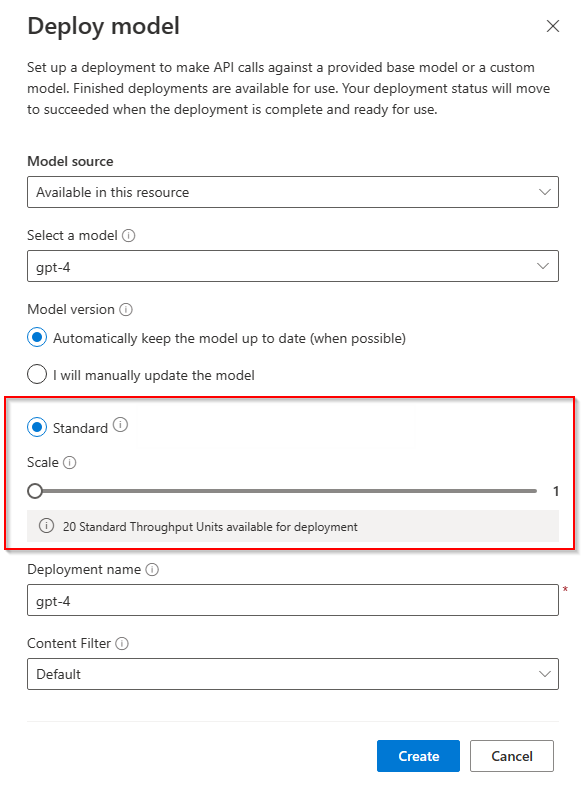 Deploy model
Set up a deployment to make API calls against a provided base model or a custom
model. Finished deployments are available for use. Your deployment status will move
to succeeded when the deployment is complete and ready for use.
Model source
Available in this resource
Select a model
gpt-4
Model version
Automatically keep the model up to date (when possible)
I will manually update the model
Standard
Scale
1
20 Standard Throughput Units available for deployment
Deployment name
gpt-4
*
Content Filter
Default
Create
Cancel